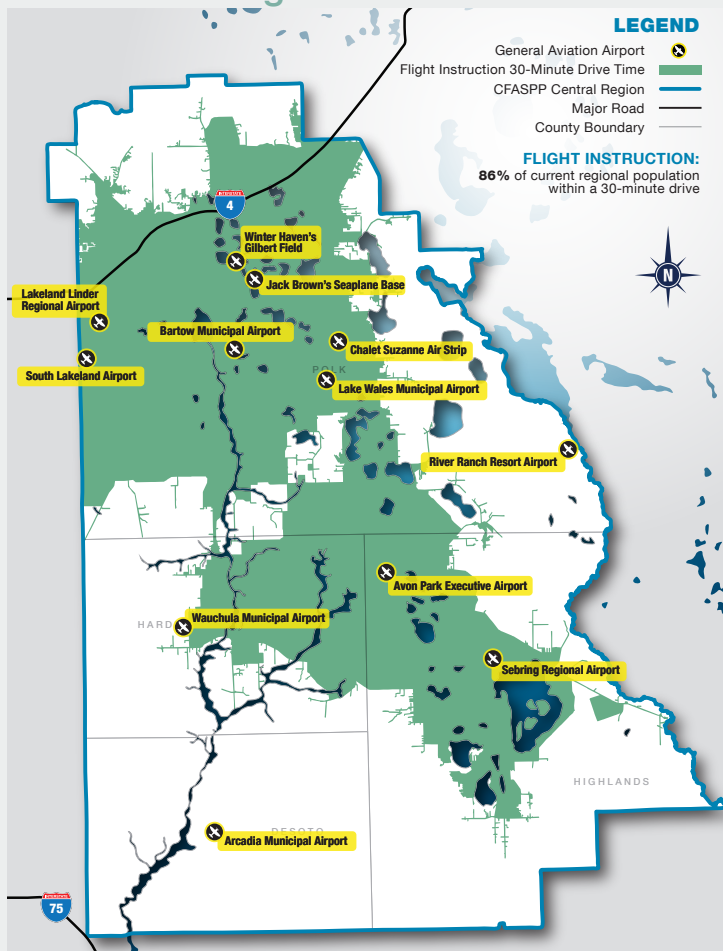 LEGEND
General Aviation Airport
Flight Instruction 30-Minute Drive Time
CFASPP Central Region
Major Road
County Boundary
FLIGHT INSTRUCTION:
86% of current regional population
within a 30-minute drive
N
INTERSTATE
4
Winter Haven's
Gilbert Field
Jack Brown's Seaplane Base
Lakeland Linder
Regional Airport
Bartow Municipal Airport
Chalet Suzanne Air Strip
South Lakeland Airport
POLK
Lake Wales Municipal Airport
River Ranch Resort Airport
Avon Park Executive Airport
HARD
Wauchula Municipal Airport
Sebring Regional Airport
HIGHLANDS
DESOTO
Arcadia Municipal Airport
INTERSTATE
75